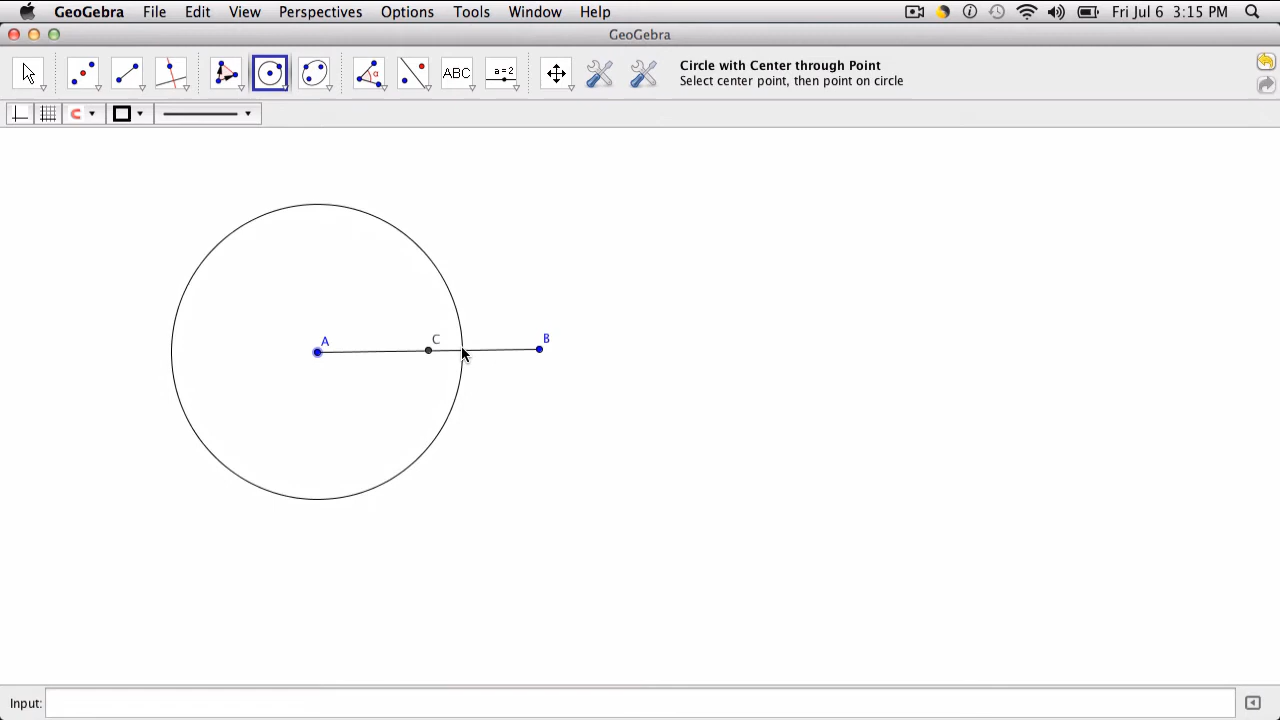 GeoGebra File Edit View Perspectives Options Tools Window Help Fri Jul 6 3:15 PM
GeoGebra
ABC a=2 Circle with Center through Point
α Select center point, then point on circle
A C B
Input: